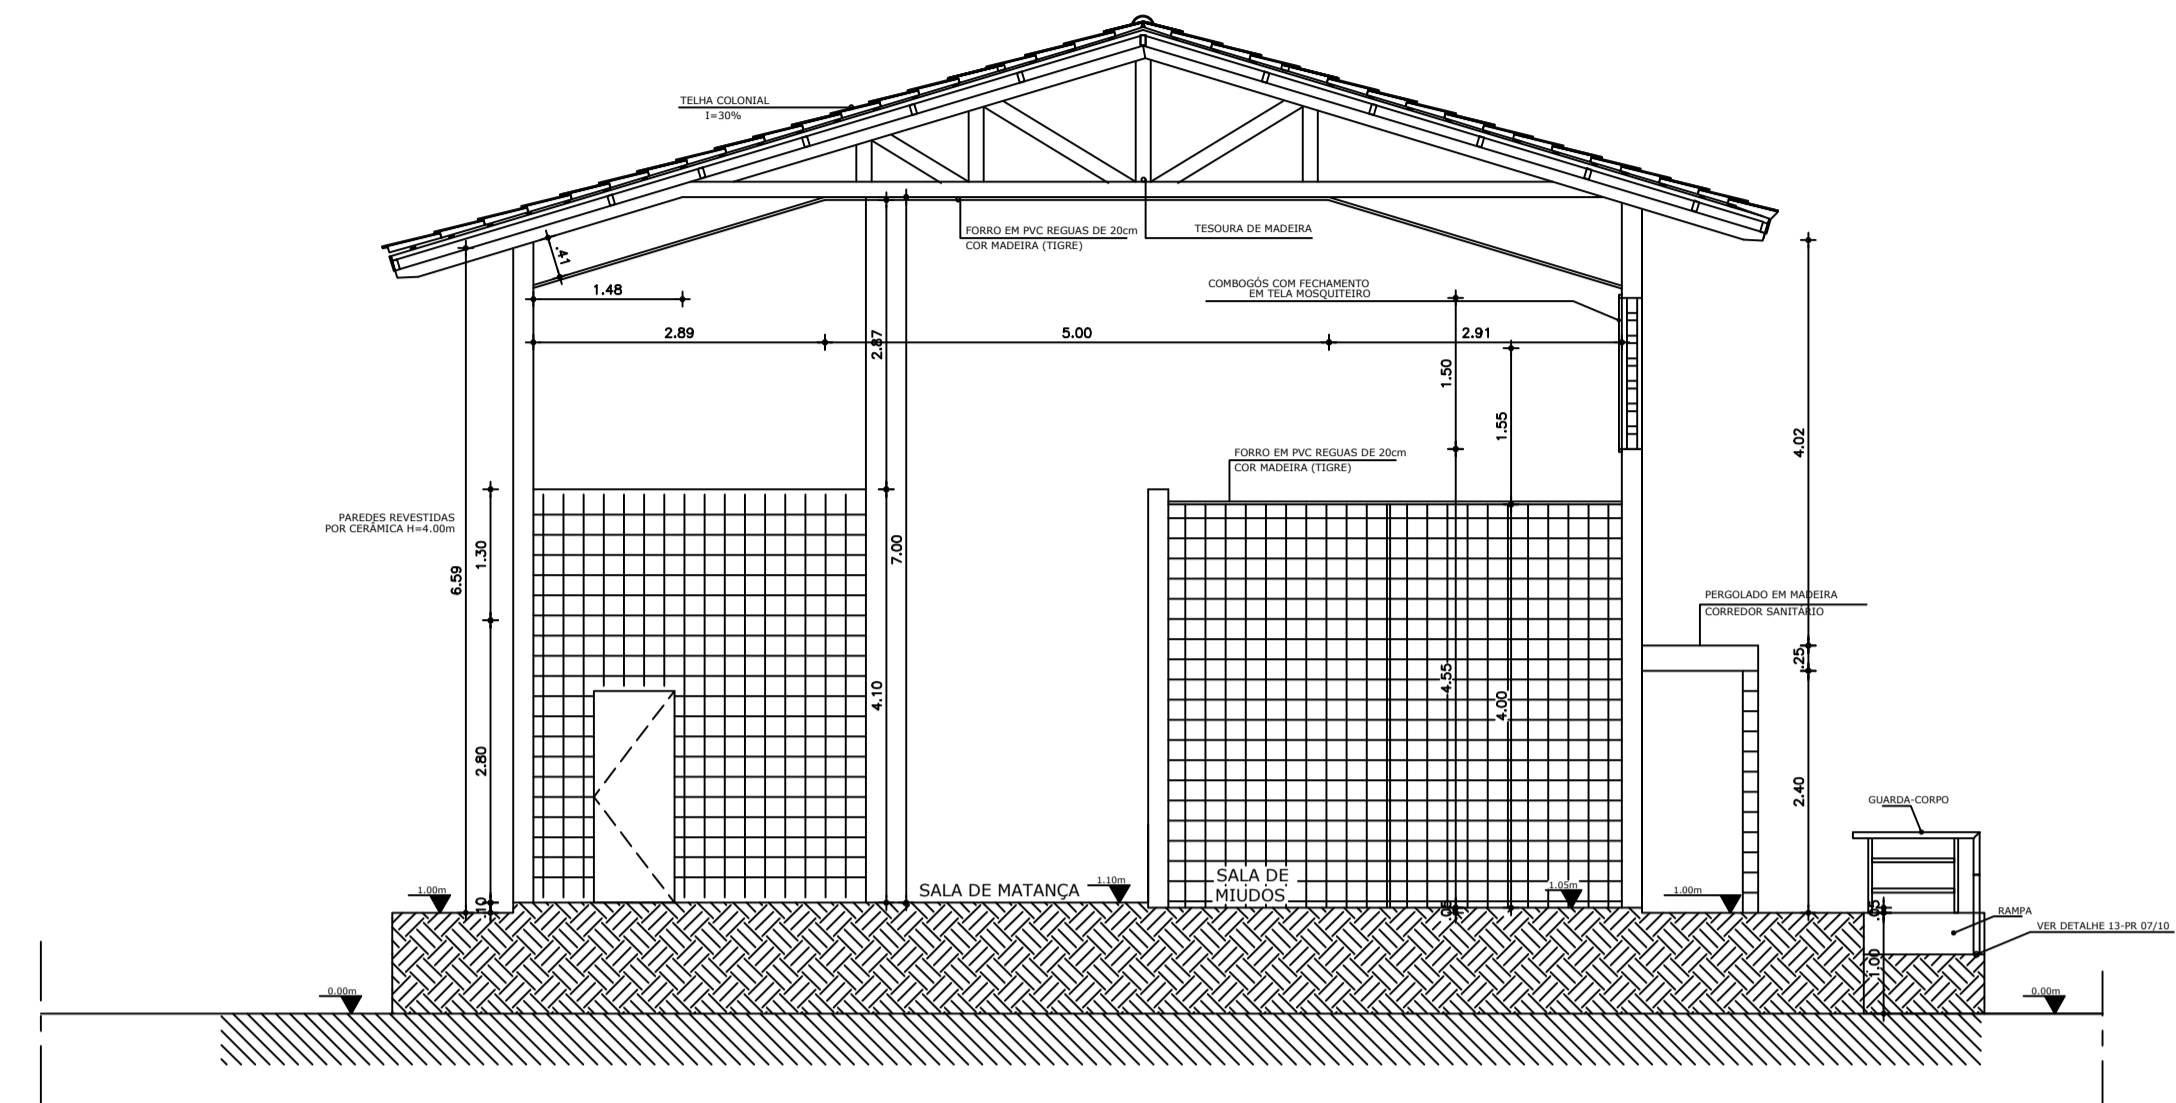 TELHA COLONIAL
I=30%
FORRO EM PVC REGUAS DE 20cm
COR MADEIRA (TIGRE)
TESOURA DE MADEIRA
.41
1.48
COMBOGÓS COM FECHAMENTO
EM TELA MOSQUITEIRO
2.89
2.87
5.00
2.91
1.50
1.55
4.02
FORRO EM PVC REGUAS DE 20cm
COR MADEIRA (TIGRE)
PAREDES REVESTIDAS
POR CERÂMICA H=4.00m
6.59
1.30
7.00
PERGOLADO EM MADEIRA
CORREDOR SANITÁRIO
.25
4.55
4.10
4.00
2.80
2.40
GUARDA-CORPO
1.00m
.10
SALA DE MATANÇA
1.10m
SALA DE
MIUDOS
1.05m
.05
1.00m
.05
RAMPA
VER DETALHE 13-PR 07/10
1.00
0.00m
0.00m